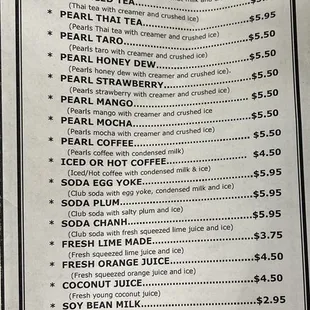 (Thai tea with creamer and crushed ice)
* PEARL THAI TEA $5.95
(Pearls Thai tea with creamer and crushed ice)
* PEARL TARO $5.50
(Pearls taro with creamer and crushed ice)
* PEARL HONEY DEW $5.50
(Pearls honey dew with creamer and crushed ice).
* PEARL STRAWBERRY $5.50
(Pearls strawberry with creamer and crushed ice)
* PEARL MANGO $5.50
(Pearls mango with creamer and crushed ice
* PEARL MOCHA $5.50
(Pearls mocha with creamer and crushed ice)
* PEARL COFFEE $5.50
(Pearls coffee with condensed milk)
* ICED OR HOT COFFEE $4.50
(Iced/Hot coffee with condensed milk & ice)
* SODA EGG YOKE $5.95
(Club soda with egg yoke, condensed milk and ice)
* SODA PLUM $5.95
(Club soda with salty plum and ice)
* SODA CHANH $5.95
(Club soda with fresh squeezed lime juice and ice)
* FRESH LIME MADE $3.75
(Fresh squeezed lime juice and ice)
* FRESH ORANGE JUICE $4.50
(Fresh squeezed orange juice and ice)
* COCONUT JUICE $4.50
(Fresh young coconut juice)
* SOY BEAN MILK $2.95